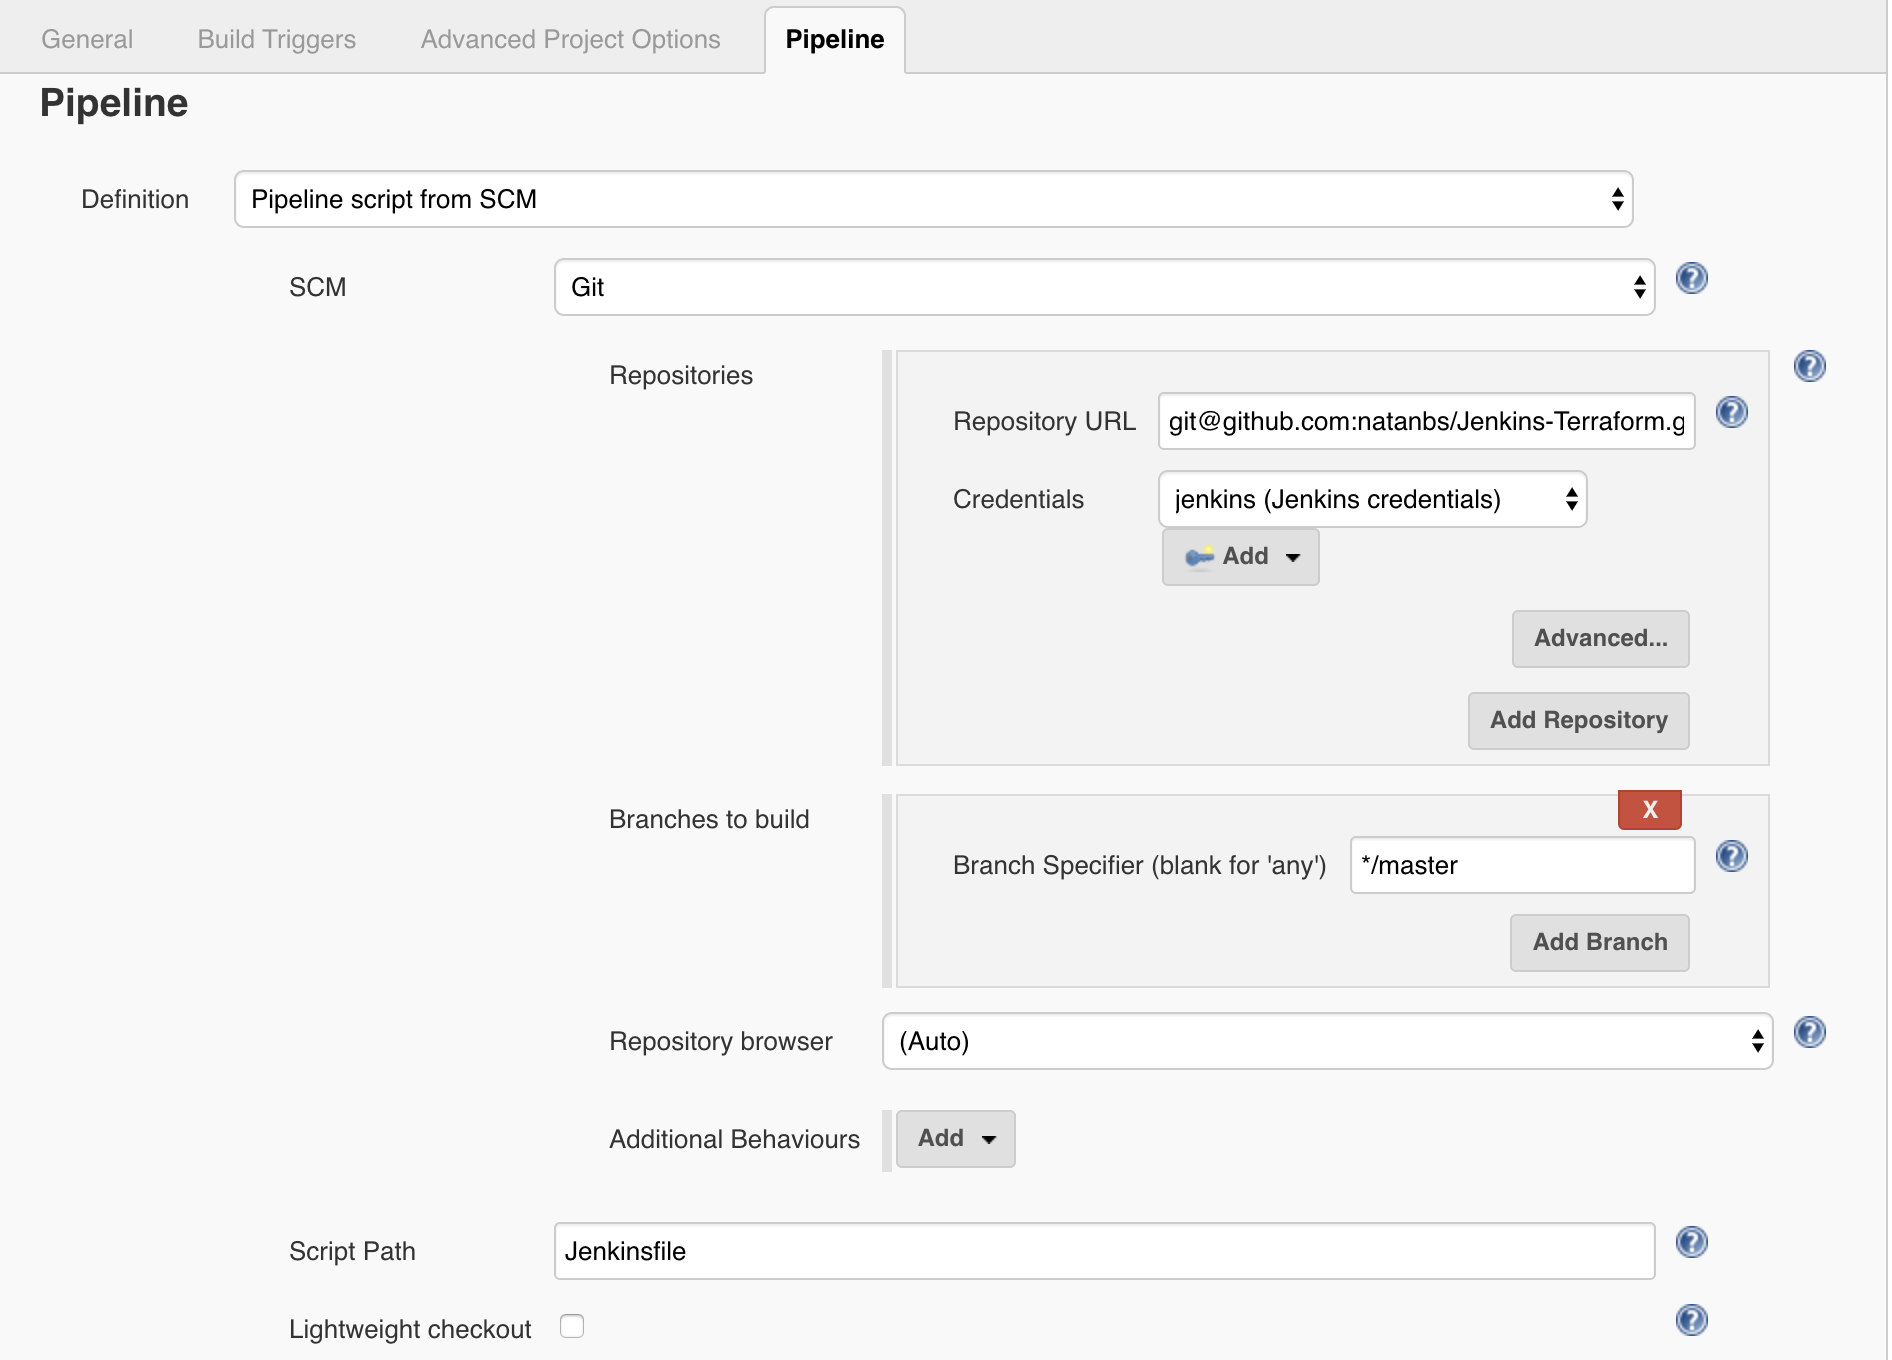 General Build Triggers Advanced Project Options Pipeline
Pipeline
Definition Pipeline script from SCM
SCM Git
Repositories
Repository URL git@github.com:natanbs/Jenkins-Terraform.g
Credentials jenkins (Jenkins credentials)
Add
Advanced...
Add Repository
Branches to build
X
Branch Specifier (blank for 'any') */master
Add Branch
Repository browser (Auto)
Additional Behaviours Add
Script Path Jenkinsfile
Lightweight checkout